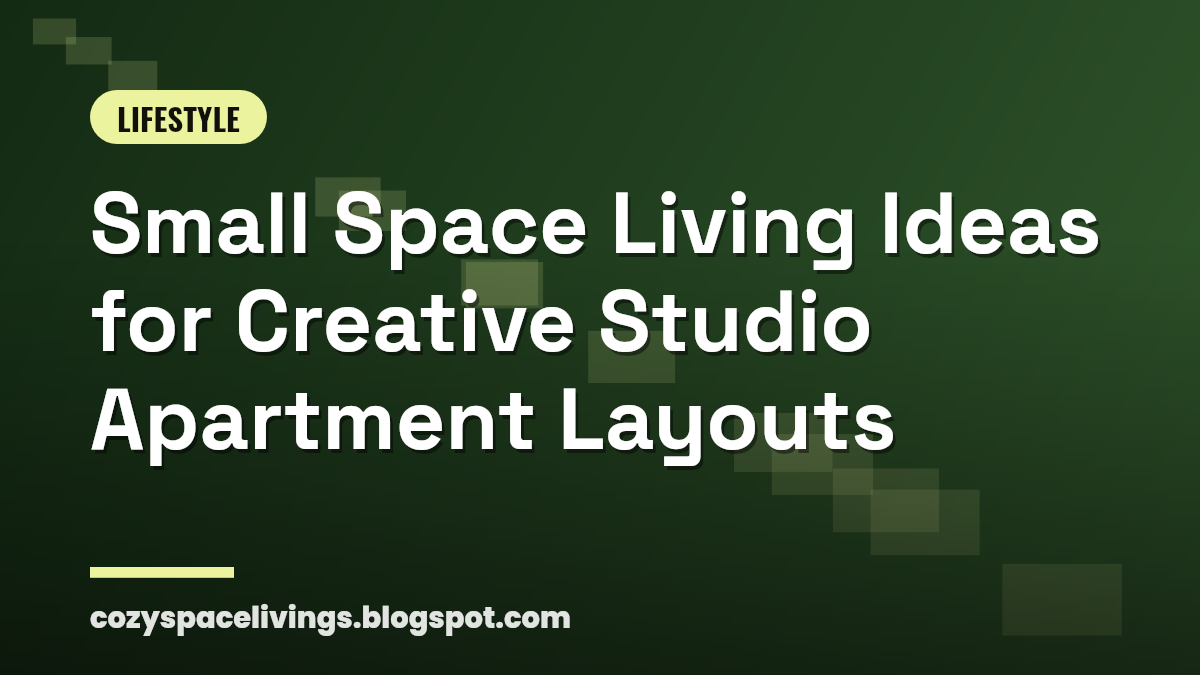 LIFESTYLE
Small Space Living Ideas
for Creative Studio
Apartment Layouts
cozyspacelivings.blogspot.com